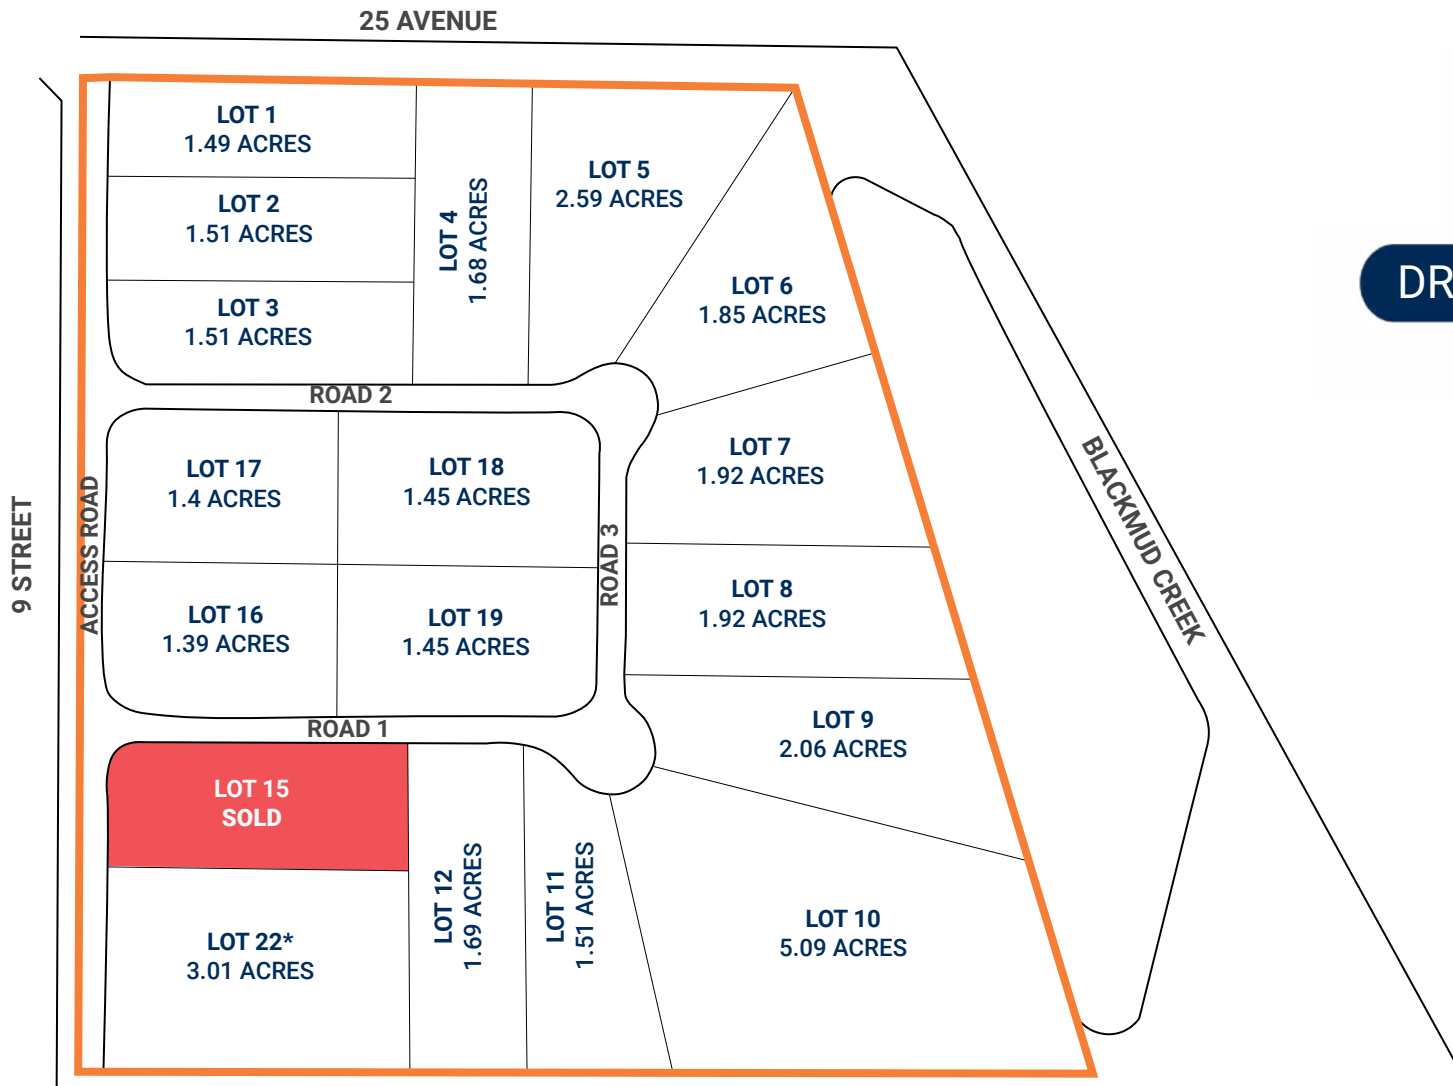 25 AVENUE
LOT 1
1.49 ACRES
LOT 2
1.51 ACRES
LOT 3
1.51 ACRES
LOT 4
1.68 ACRES
LOT 5
2.59 ACRES
LOT 6
1.85 ACRES
DR
ROAD 2
LOT 17
1.4 ACRES
LOT 18
1.45 ACRES
LOT 7
1.92 ACRES
BLACKMUD CREEK
9 STREET
ACCESS ROAD
ROAD 3
LOT 16
1.39 ACRES
LOT 19
1.45 ACRES
LOT 8
1.92 ACRES
ROAD 1
LOT 9
2.06 ACRES
LOT 15
SOLD
LOT 12
1.69 ACRES
LOT 11
1.51 ACRES
LOT 22*
3.01 ACRES
LOT 10
5.09 ACRES